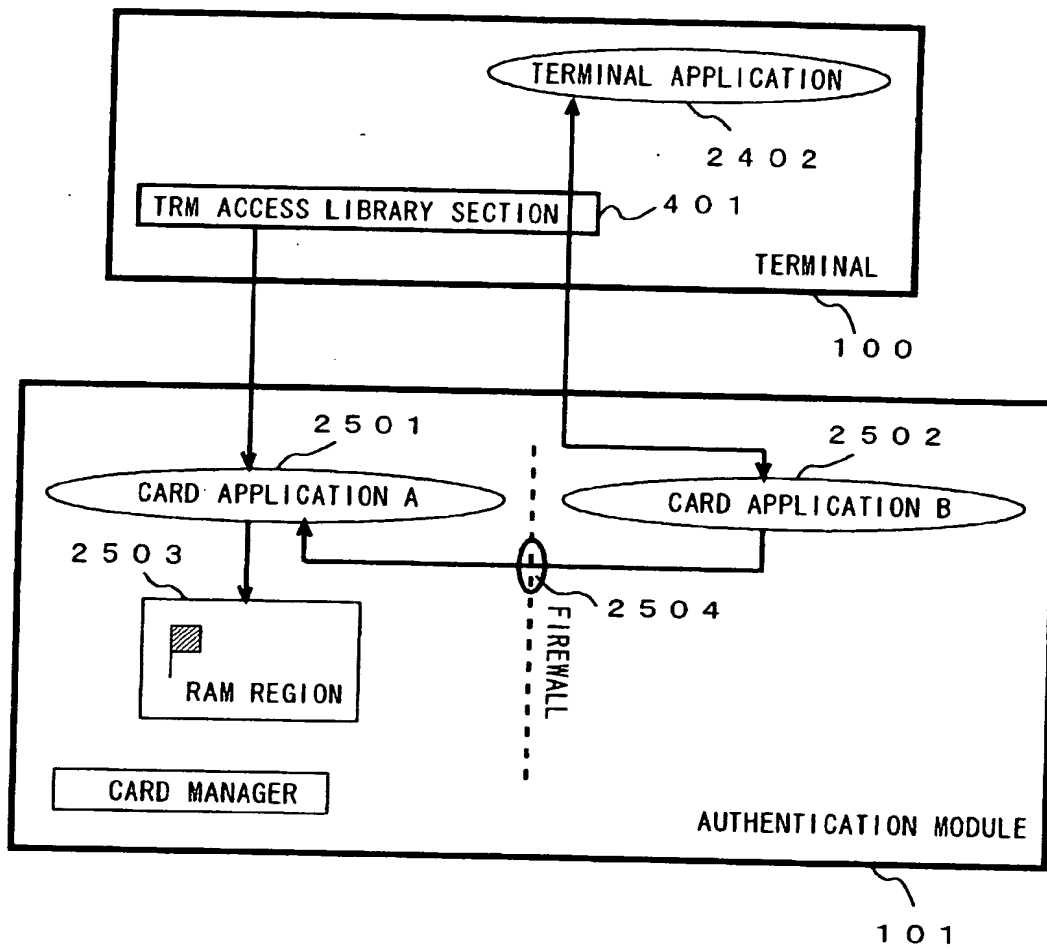 TERMINAL APPLICATION
2402
TRM ACCESS LIBRARY SECTION
401
TERMINAL
100
2501
2502
CARD APPLICATION A
CARD APPLICATION B
2503
2504
FIREWALL
RAM REGION
CARD MANAGER
AUTHENTICATION MODULE
101